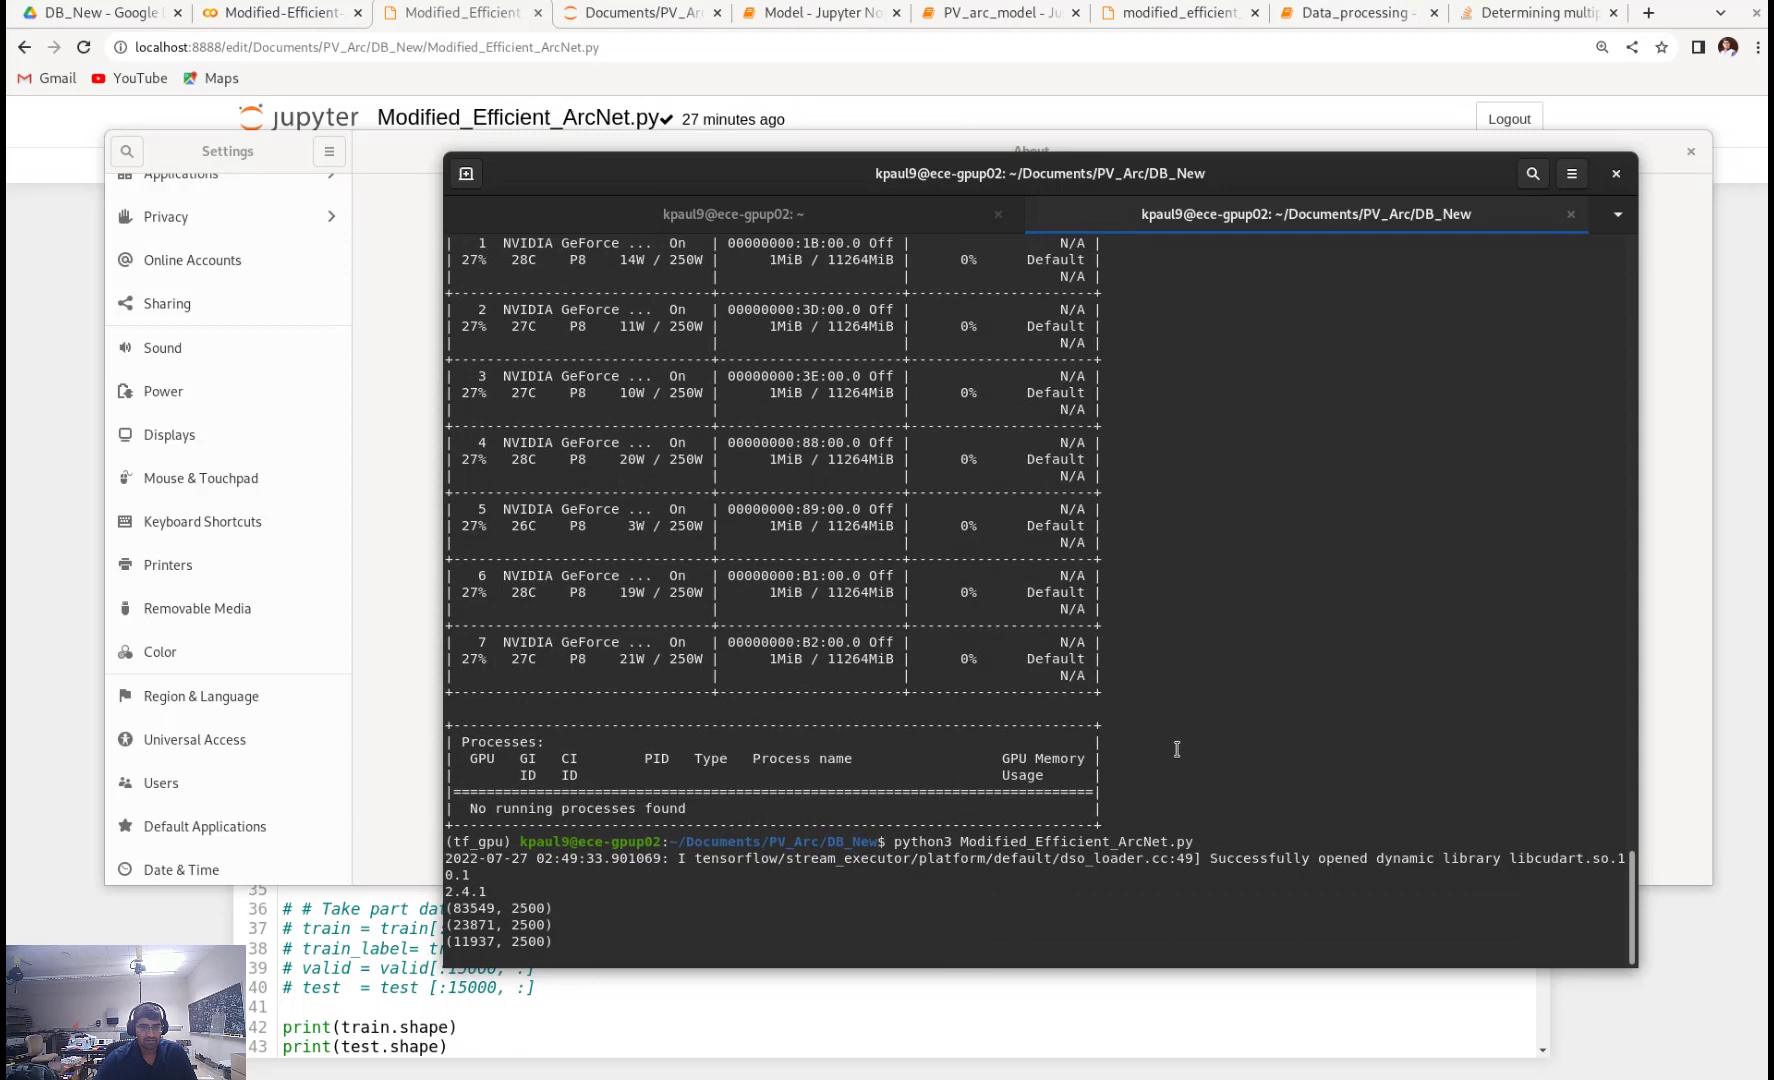 DB_New - Google
Modified-Efficient-
Modified_Efficient
Documents/PV_Ar
Model - Jupyter No
PV_arc_model - Ju
modified_efficient
Data_processing -
Determining multip
localhost:8888/edit/Documents/PV_Arc/DB_New/Modified_Efficient_ArcNet.py
Gmail YouTube Maps
jupyter Modified_Efficient_ArcNet.py 27 minutes ago Logout
Settings
About
Applications
Privacy
Online Accounts
Sharing
Sound
Power
Displays
Mouse & Touchpad
Keyboard Shortcuts
Printers
Removable Media
Color
Region & Language
Universal Access
Users
Default Applications
Date & Time
kpaul9@ece-gpup02: ~/Documents/PV_Arc/DB_New
kpaul9@ece-gpup02: ~
kpaul9@ece-gpup02: ~/Documents/PV_Arc/DB_New
| 1 NVIDIA GeForce ... On | 00000000:1B:00.0 Off | N/A |
| 27% 28C P8 14W / 250W | 1MiB / 11264MiB | 0% Default |
| | | N/A |
+-------------------------------+----------------------+----------------------+
| 2 NVIDIA GeForce ... On | 00000000:3D:00.0 Off | N/A |
| 27% 27C P8 11W / 250W | 1MiB / 11264MiB | 0% Default |
| | | N/A |
+-------------------------------+----------------------+----------------------+
| 3 NVIDIA GeForce ... On | 00000000:3E:00.0 Off | N/A |
| 27% 27C P8 10W / 250W | 1MiB / 11264MiB | 0% Default |
| | | N/A |
+-------------------------------+----------------------+----------------------+
| 4 NVIDIA GeForce ... On | 00000000:88:00.0 Off | N/A |
| 27% 28C P8 20W / 250W | 1MiB / 11264MiB | 0% Default |
| | | N/A |
+-------------------------------+----------------------+----------------------+
| 5 NVIDIA GeForce ... On | 00000000:89:00.0 Off | N/A |
| 27% 26C P8 3W / 250W | 1MiB / 11264MiB | 0% Default |
| | | N/A |
+-------------------------------+----------------------+----------------------+
| 6 NVIDIA GeForce ... On | 00000000:B1:00.0 Off | N/A |
| 27% 28C P8 19W / 250W | 1MiB / 11264MiB | 0% Default |
| | | N/A |
+-------------------------------+----------------------+----------------------+
| 7 NVIDIA GeForce ... On | 00000000:B2:00.0 Off | N/A |
| 27% 27C P8 21W / 250W | 1MiB / 11264MiB | 0% Default |
| | | N/A |
+-------------------------------+----------------------+----------------------+
+-----------------------------------------------------------------------------+
| Processes: |
| GPU GI CI PID Type Process name GPU Memory |
| ID ID Usage |
|=============================================================================|
| No running processes found |
+-----------------------------------------------------------------------------+
(tf_gpu) kpaul9@ece-gpup02:~/Documents/PV_Arc/DB_New$ python3 Modified_Efficient_ArcNet.py
2022-07-27 02:49:33.901069: I tensorflow/stream_executor/platform/default/dso_loader.cc:49] Successfully opened dynamic library libcudart.so.1
0.1
2.4.1
(83549, 2500)
(23871, 2500)
(11937, 2500)
35
36 # # Take part dat
37 # train = train[:
38 # train_label= tr
39 # valid = valid[:15000, :]
40 # test = test [:15000, :]
41
42 print(train.shape)
43 print(test.shape)